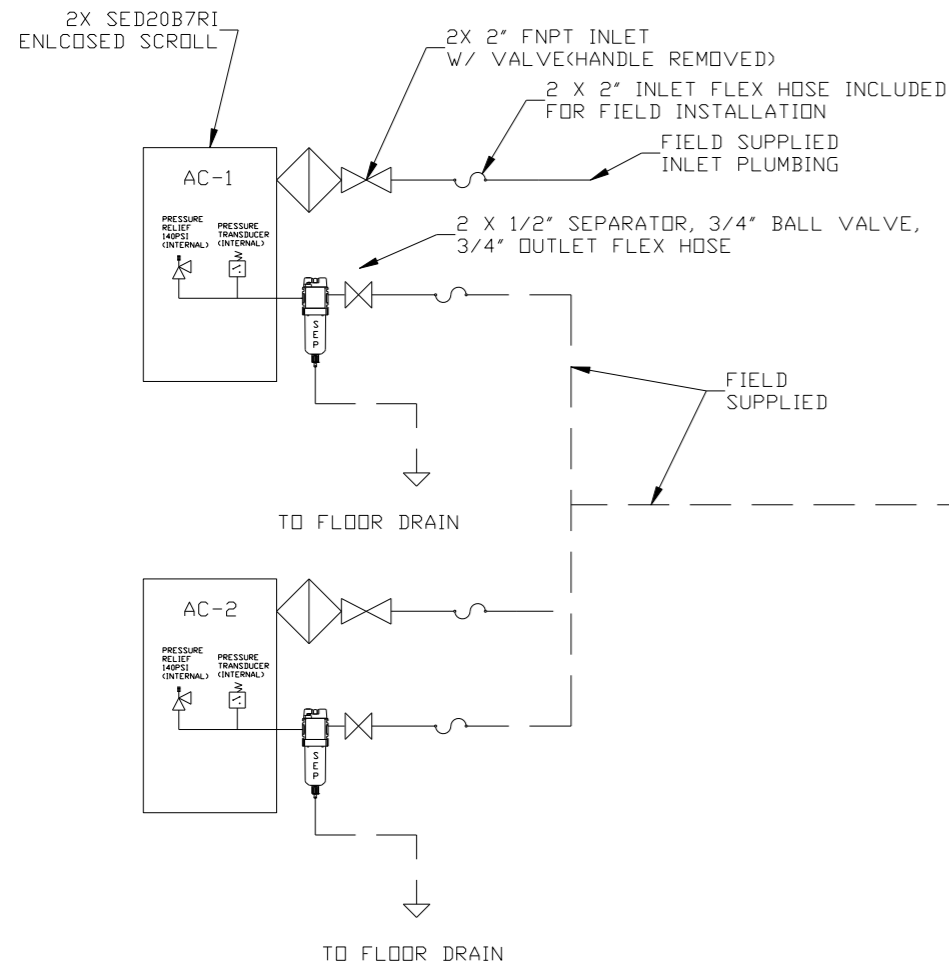 2X SED20B7RI
ENLCOSED SCROLL
2X 2" FNPT INLET
W/ VALVE(HANDLE REMOVED)
2 X 2" INLET FLEX HOSE INCLUDED
FOR FIELD INSTALLATION
FIELD SUPPLIED
INLET PLUMBING
AC-1
PRESSURE
RELIEF
140PSI
(INTERNAL)
PRESSURE
TRANSDUCER
(INTERNAL)
2 X 1/2" SEPARATOR, 3/4" BALL VALVE,
3/4" OUTLET FLEX HOSE
SEP
FIELD
SUPPLIED
TO FLOOR DRAIN
AC-2
PRESSURE
RELIEF
140PSI
(INTERNAL)
PRESSURE
TRANSDUCER
(INTERNAL)
SEP
TO FLOOR DRAIN